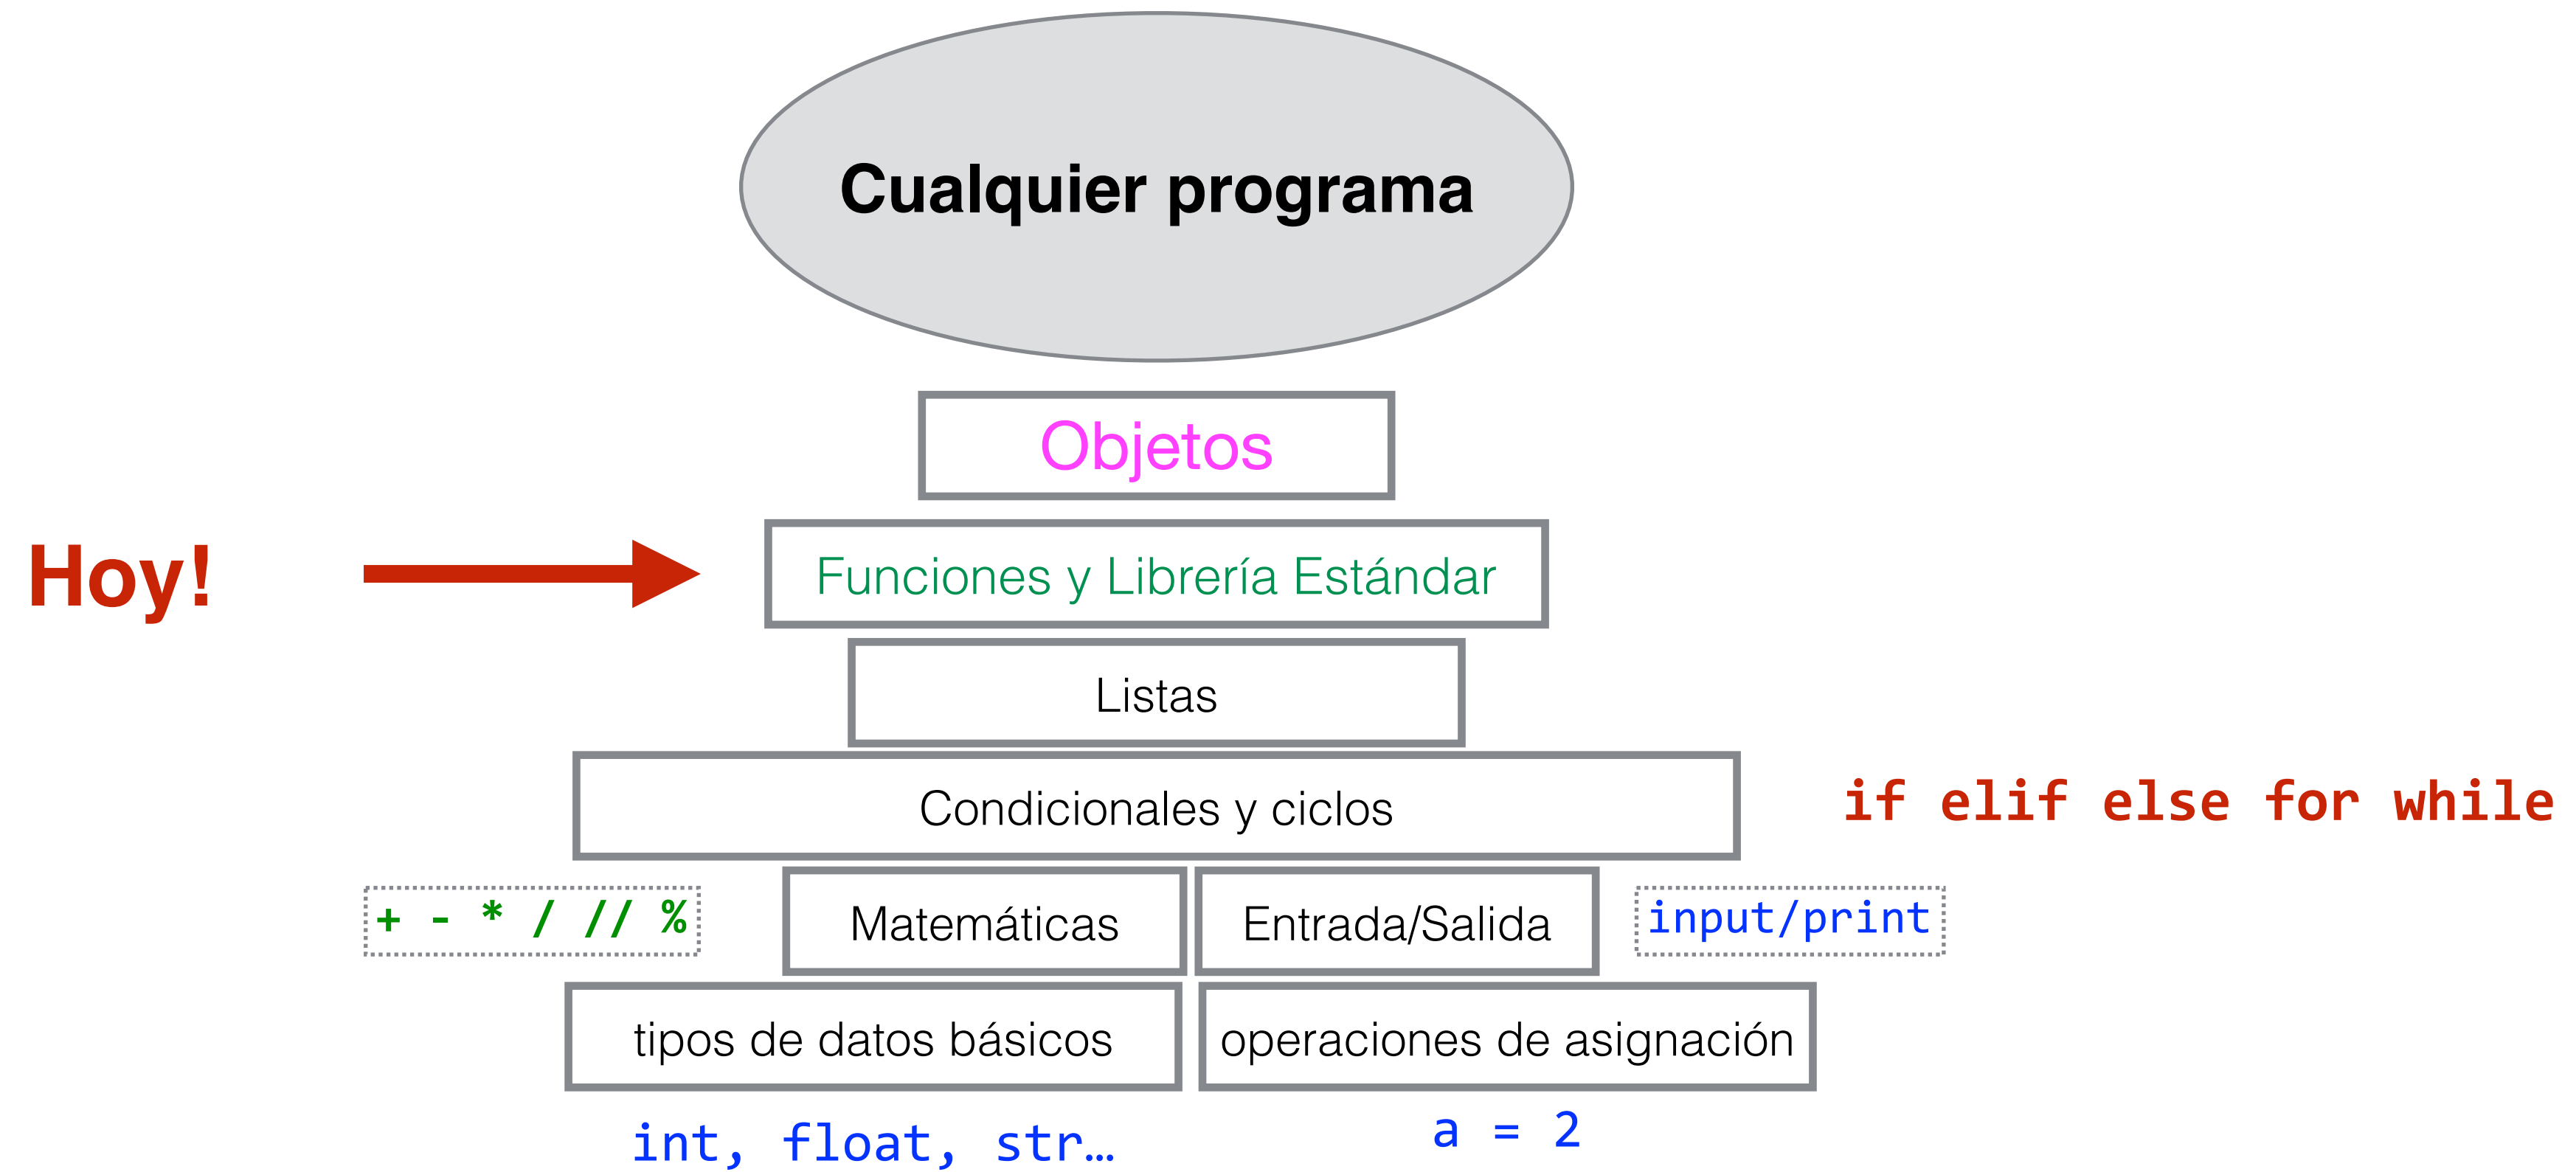 Cualquier programa
Objetos
Hoy!
Funciones y Librería Estándar
Listas
Condicionales y ciclos
if elif else for while
+ - * / // %
Matemáticas
Entrada/Salida
input/print
tipos de datos básicos
operaciones de asignación
int, float, str…
a = 2